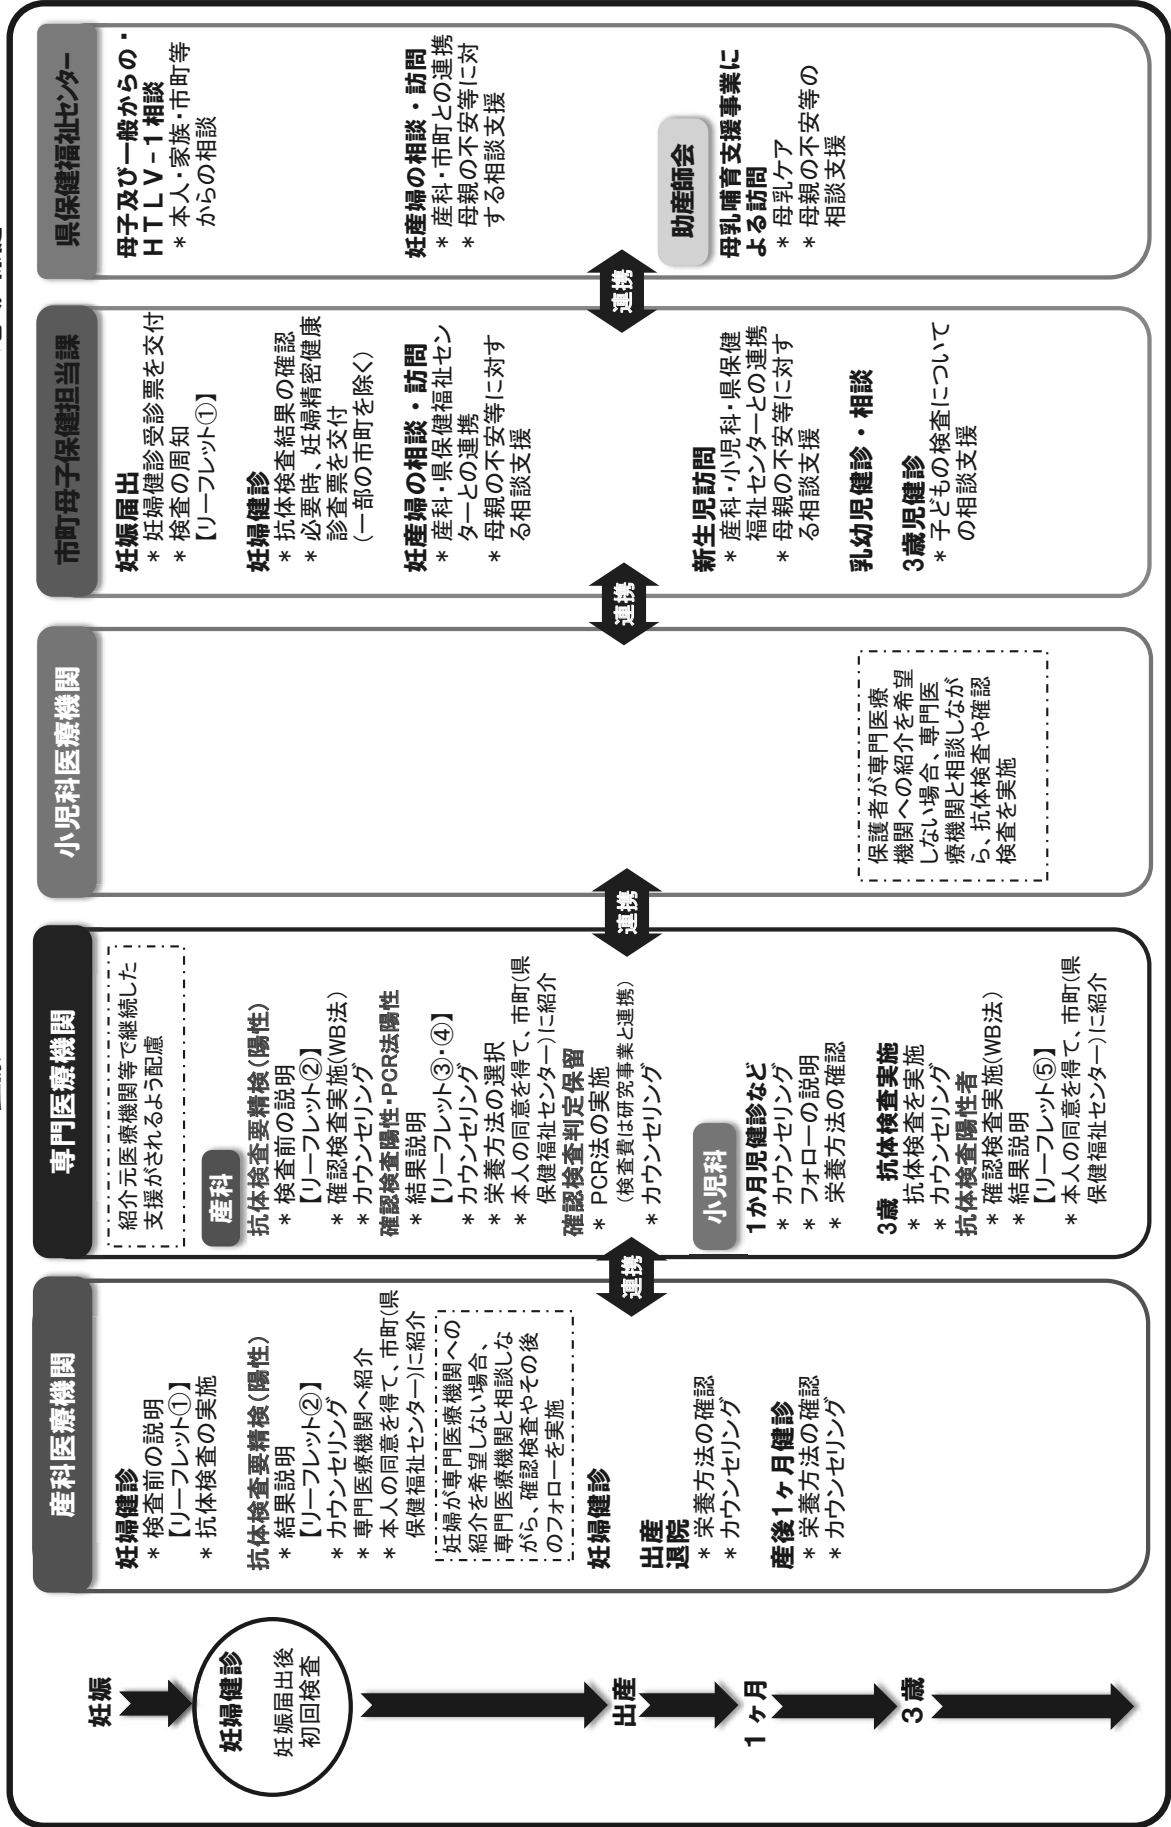 妊娠
妊婦健診
妊娠届出後
初回検査
出産
1ヶ月
3歳
産科医療機関
妊婦健診
* 検査前の説明
【リーフレット①】
* 抗体検査の実施
抗体検査要精検(陽性)
* 結果説明
【リーフレット②】
* カウンセリング
* 専門医療機関へ紹介
* 本人の同意を得て、市町(県
保健福祉センター)に紹介
妊婦が専門医療機関への
紹介を希望しない場合、
専門医療機関と相談しな
がら、確認検査やその後
のフォローを実施
妊婦健診
出産
退院
* 栄養方法の確認
* カウンセリング
産後1ヶ月健診
* 栄養方法の確認
* カウンセリング
連携
専門医療機関
紹介元医療機関等で継続した
支援がされるよう配慮
産科
抗体検査要精検(陽性)
* 検査前の説明
【リーフレット②】
* 確認検査実施(WB法)
* カウンセリング
確認検査陽性・PCR法陽性
* 結果説明
【リーフレット③・④】
* カウンセリング
* 栄養方法の選択
* 本人の同意を得て、市町(県
保健福祉センター)に紹介
確認検査判定保留
* PCR法の実施
(検査費は研究事業と連携)
* カウンセリング
小児科
1か月児健診など
* カウンセリング
* フォローの説明
* 栄養方法の確認
3歳 抗体検査実施
* 抗体検査を実施
* カウンセリング
抗体検査陽性者
* 確認検査実施(WB法)
* 結果説明
【リーフレット⑤】
* 本人の同意を得て、市町(県
保健福祉センター)に紹介
連携
小児科医療機関
保護者が専門医療
機関への紹介を希望
しない場合、専門医
療機関と相談しなが
ら、抗体検査や確認
検査を実施
連携
市町母子保健担当課
妊娠届出
* 妊婦健診受診票を交付
* 検査の周知
【リーフレット①】
妊婦健診
* 抗体検査結果の確認
* 必要時、妊婦精密健康
診査票を交付
(一部の市町を除く)
妊産婦の相談・訪問
* 産科・県保健福祉セン
ターとの連携
* 母親の不安等に対す
る相談支援
新生児訪問
* 産科・小児科・県保健
福祉センターとの連携
* 母親の不安等に対す
る相談支援
乳幼児健診・相談
3歳児健診
* 子どもの検査について
の相談支援
連携
県保健福祉センター
母子及び一般からの・
HTLV-1相談
* 本人・家族・市町等
からの相談
妊産婦の相談・訪問
* 産科・市町との連携
* 母親の不安等に対
する相談支援
助産師会
母乳哺育支援事業に
よる訪問
* 母乳ケア
* 母親の不安等の
相談支援